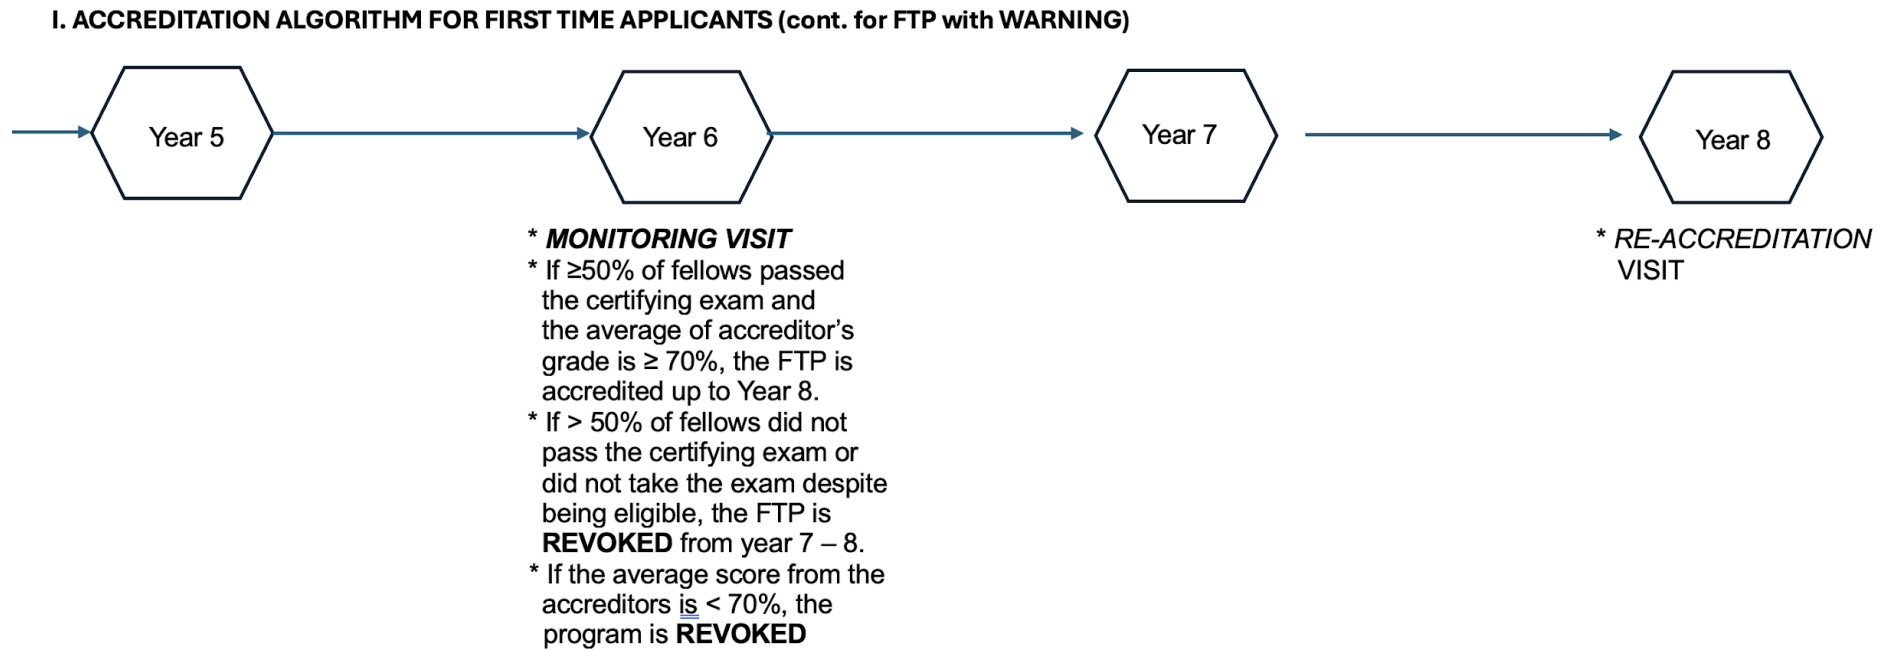 I. ACCREDITATION ALGORITHM FOR FIRST TIME APPLICANTS (cont. for FTP with WARNING)
Year 5
Year 6
Year 7
Year 8
* MONITORING VISIT
* If ≥50% of fellows passed
the certifying exam and
the average of accreditor’s
grade is ≥ 70%, the FTP is
accredited up to Year 8.
* If > 50% of fellows did not
pass the certifying exam or
did not take the exam despite
being eligible, the FTP is
REVOKED from year 7 – 8.
* If the average score from the
accreditors is < 70%, the
program is REVOKED
* RE-ACCREDITATION
VISIT